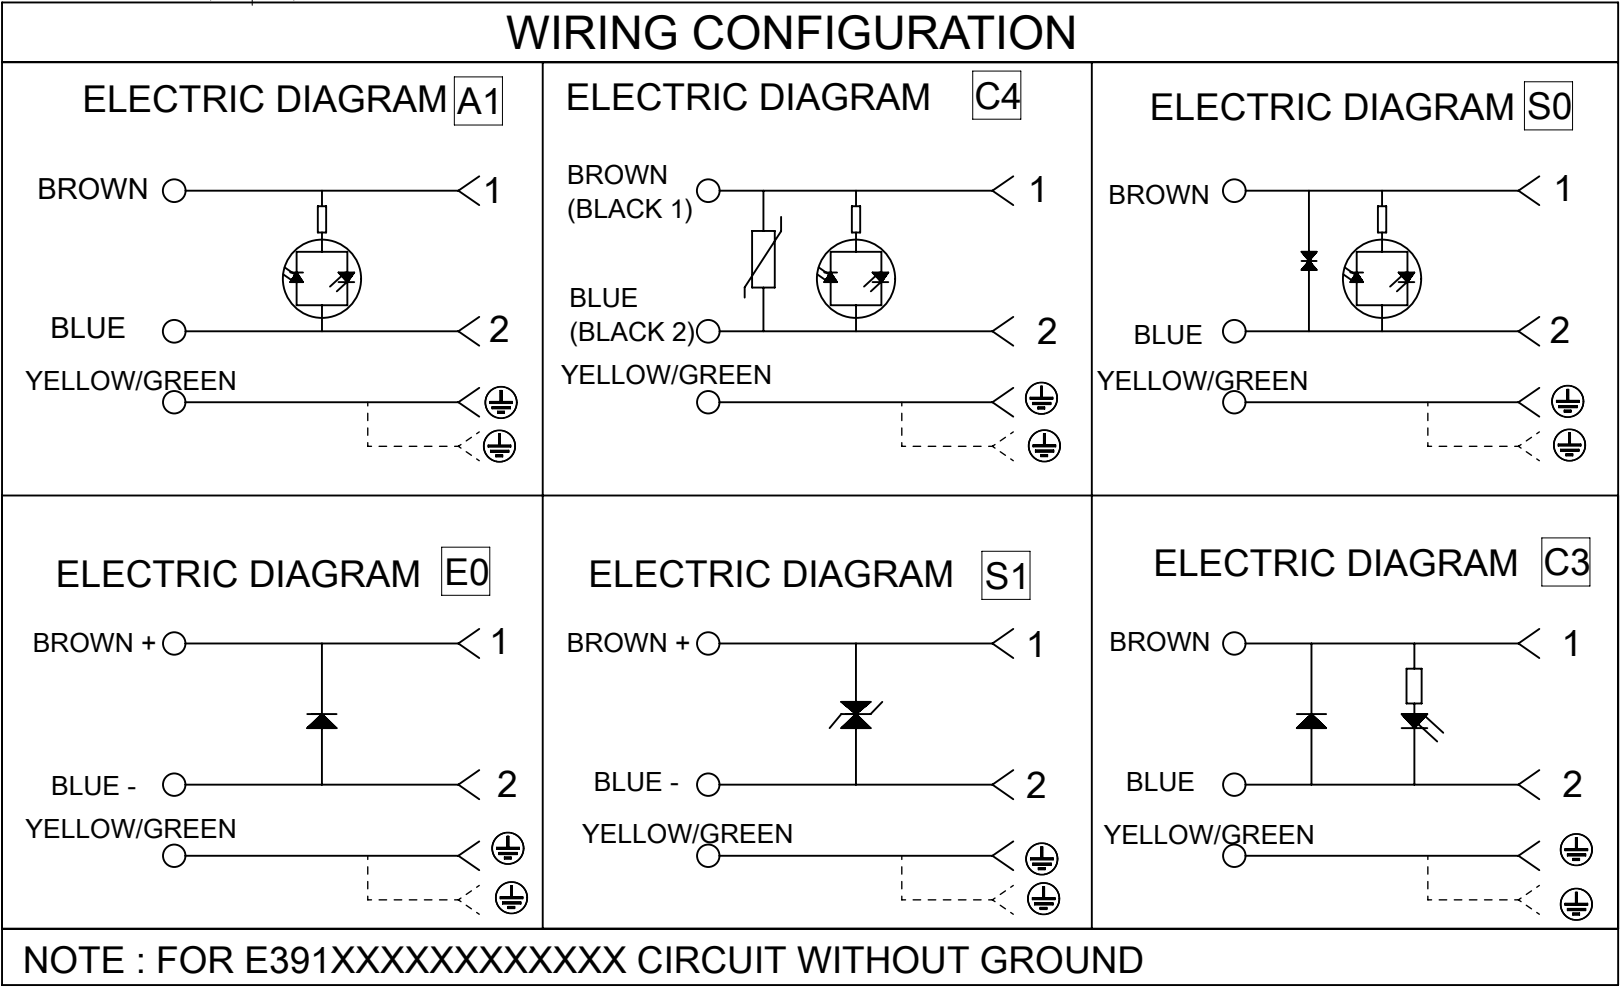 WIRING CONFIGURATION
ELECTRIC DIAGRAM A1
BROWN 1
BLUE 2
YELLOW/GREEN
ELECTRIC DIAGRAM C4
BROWN
(BLACK 1) 1
BLUE
(BLACK 2) 2
YELLOW/GREEN
ELECTRIC DIAGRAM S0
BROWN 1
BLUE 2
YELLOW/GREEN
ELECTRIC DIAGRAM E0
BROWN + 1
BLUE - 2
YELLOW/GREEN
ELECTRIC DIAGRAM S1
BROWN + 1
BLUE - 2
YELLOW/GREEN
ELECTRIC DIAGRAM C3
BROWN 1
BLUE 2
YELLOW/GREEN
NOTE : FOR E391XXXXXXXXXXXX CIRCUIT WITHOUT GROUND